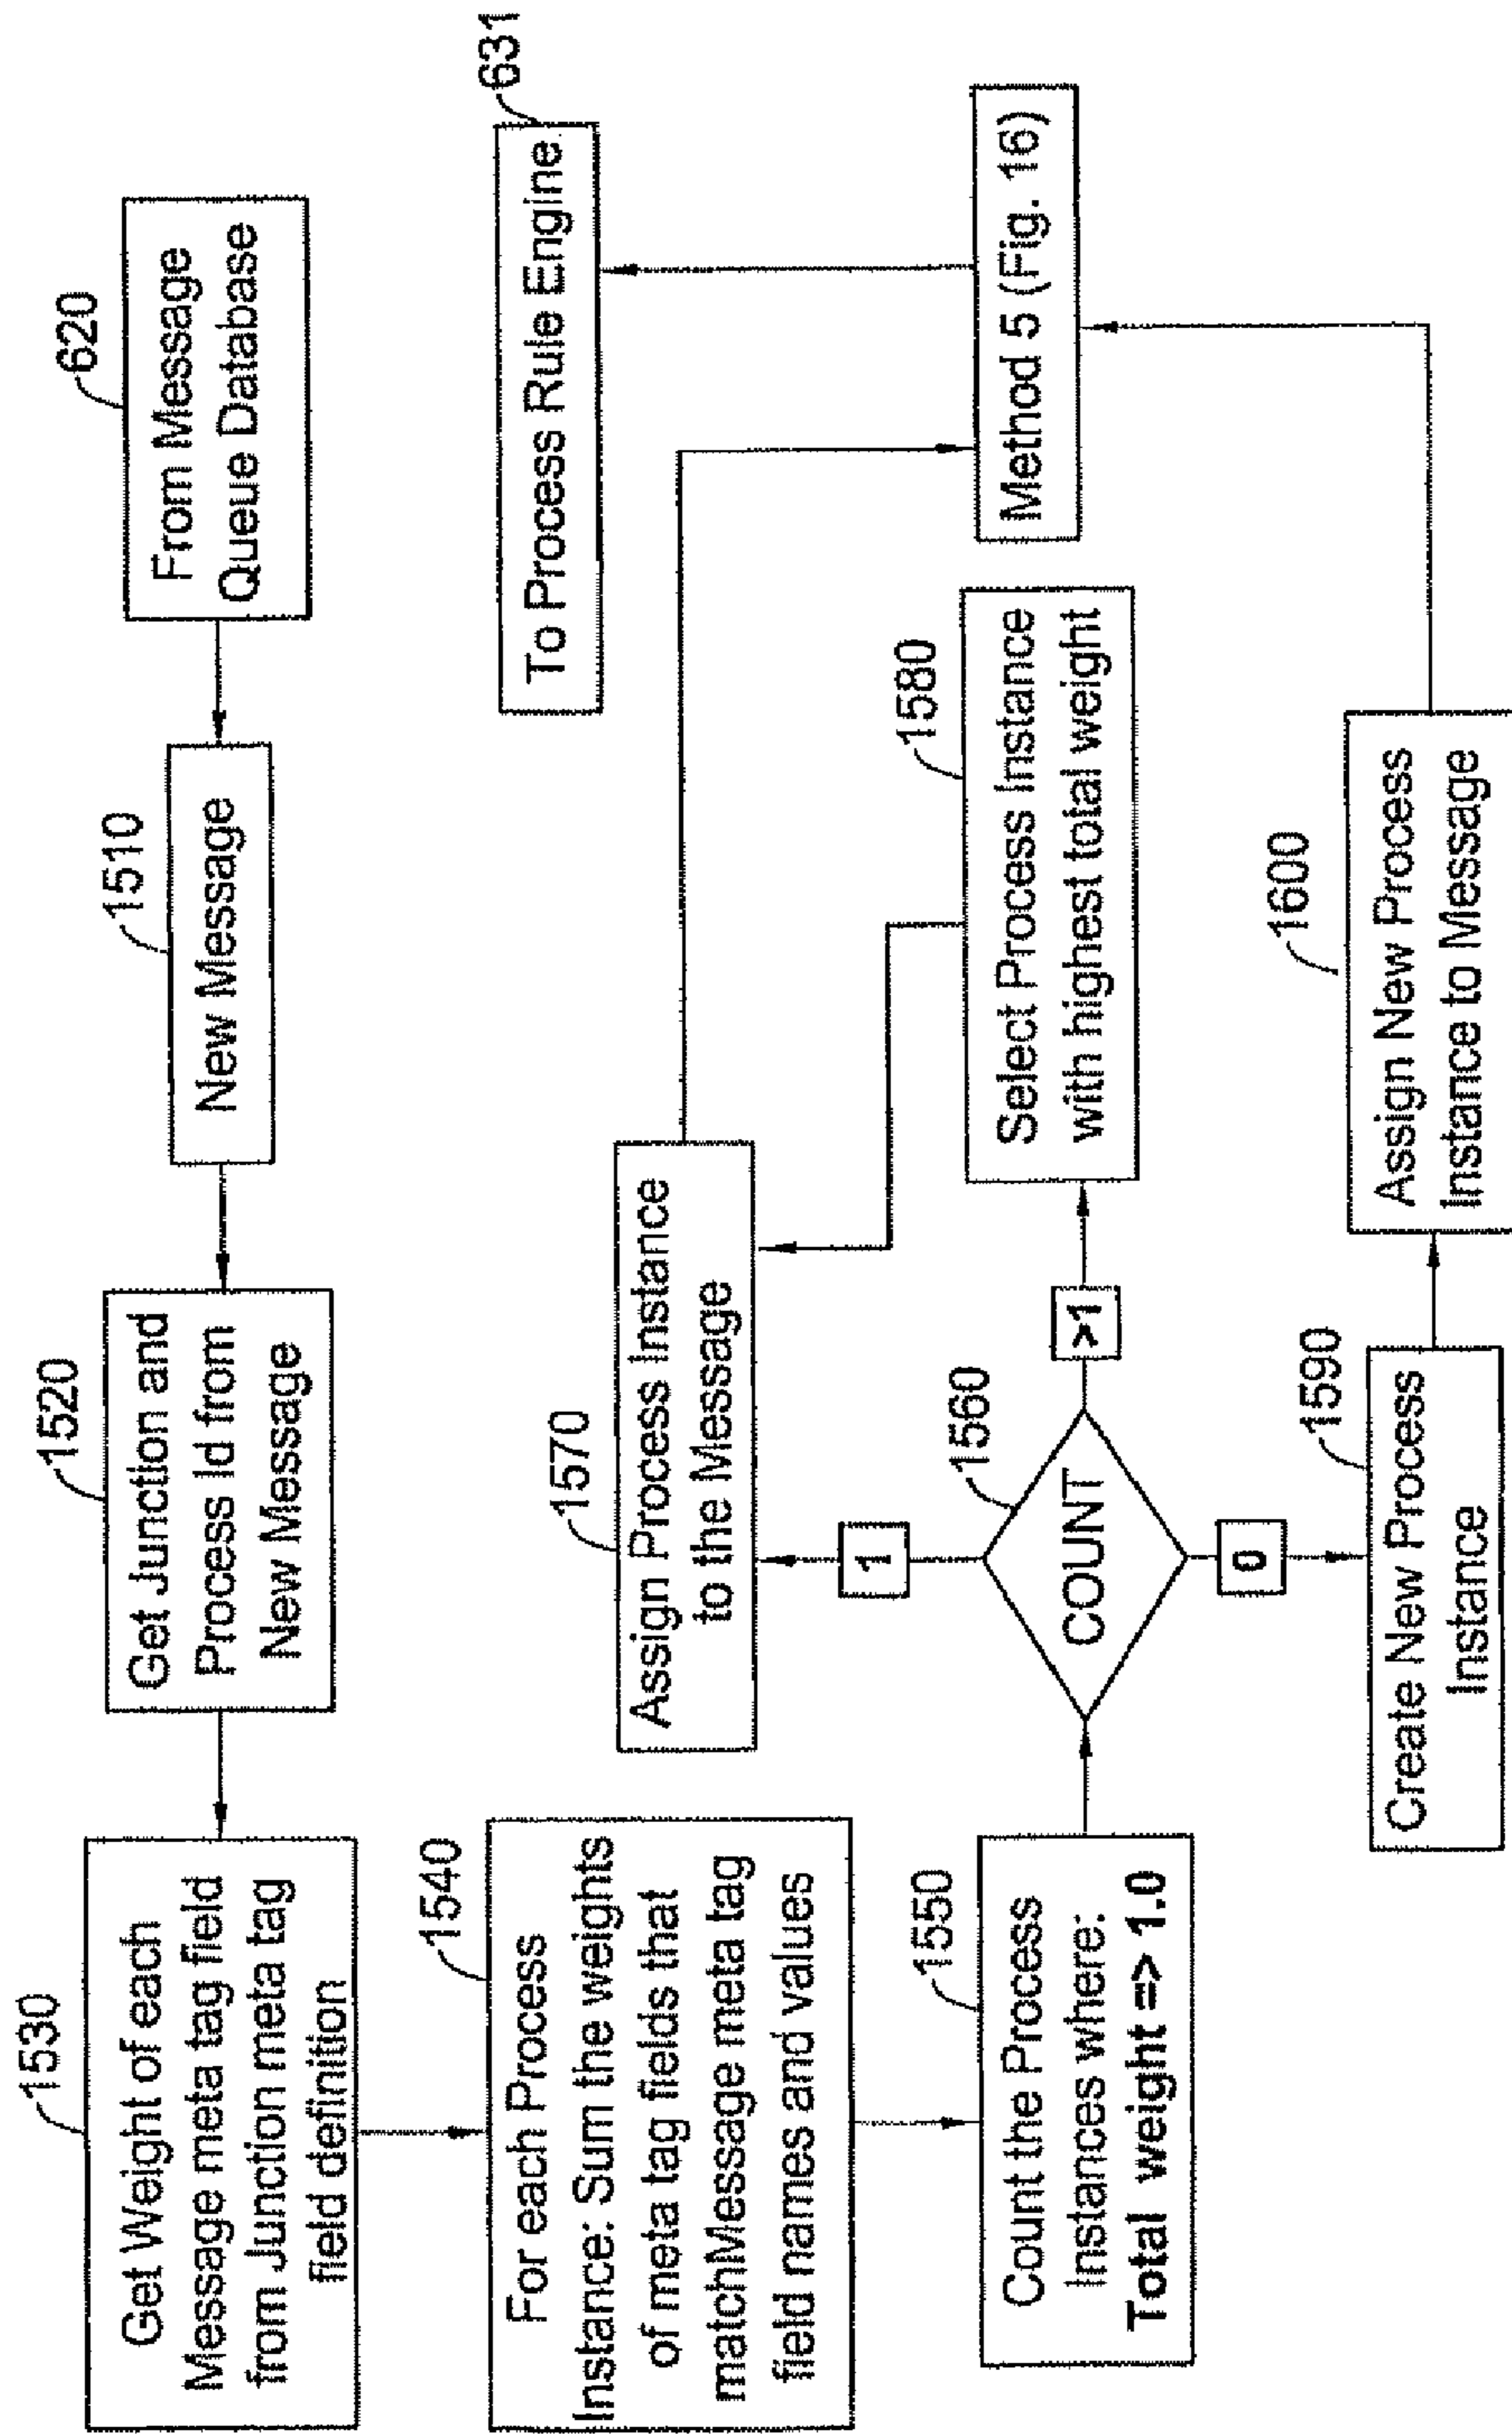 620
From Message
Queue Database
1510
New Message
1520
Get Junction and
Process Id from
New Message
1530
Get Weight of each
Message meta tag field
from Junction meta tag
field definition
1540
For each Process
Instance: Sum the weights
of meta tag fields that
matchMessage meta tag
field names and values
1550
Count the Process
Instances where:
Total weight => 1.0
1560
COUNT
1
>1
0
1570
Assign Process Instance
to the Message
1580
Select Process Instance
with highest total weight
1590
Create New Process
Instance
1600
Assign New Process
Instance to Message
Method 5 (Fig. 16)
631
To Process Rule Engine